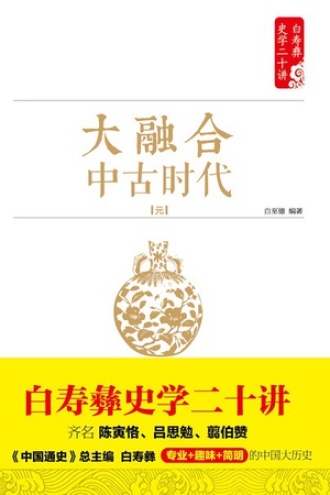 白寿彝
史学二十讲
大融合
中古时代
【元】
白至德 编著
白寿彝史学二十讲
齐名 陈寅恪、吕思勉、翦伯赞
《中国通史》总主编 白寿彝 专业+趣味+简明 的中国大历史